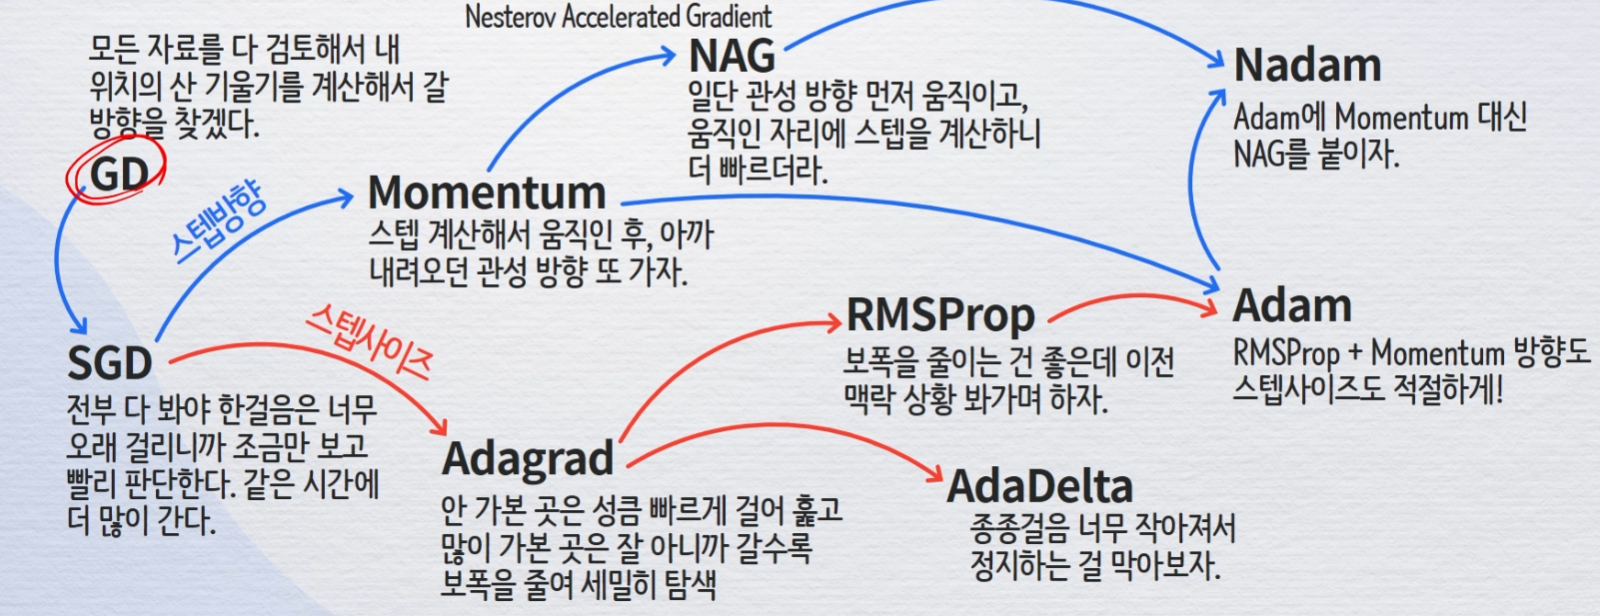 모든 자료를 다 검토해서 내
위치의 산 기울기를 계산해서 갈
방향을 찾겠다.
GD
스텝방향
SGD
전부 다 봐야 한걸음은 너무
오래 걸리니까 조금만 보고
빨리 판단한다. 같은 시간에
더 많이 간다.
Momentum
스텝 계산해서 움직인 후, 아까
내려오던 관성 방향 또 가자.
Nesterov Accelerated Gradient
NAG
일단 관성 방향 먼저 움직이고,
움직인 자리에 스텝을 계산하니
더 빠르더라.
Nadam
Adam에 Momentum 대신
NAG를 붙이자.
스텝사이즈
Adagrad
안 가본 곳은 성큼 빠르게 걸어 훑고
많이 가본 곳은 잘 아니까 갈수록
보폭을 줄여 세밀히 탐색
RMSProp
보폭을 줄이는 건 좋은데 이전
맥락 상황 봐가며 하자.
AdaDelta
종종걸음 너무 작아져서
정지하는 걸 막아보자.
Adam
RMSProp + Momentum 방향도
스텝사이즈도 적절하게!